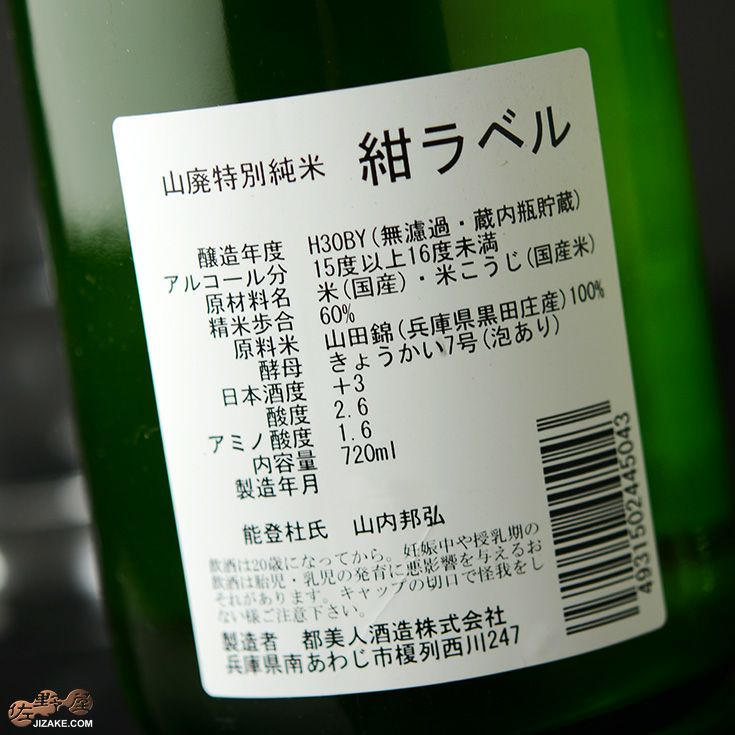 山廃特別純米 紺ラベル
醸造年度 H30BY(無濾過・蔵内瓶貯蔵)
アルコール分 15度以上16度未満
原材料名 米(国産)・米こうじ(国産米)
精米歩合 60%
原料米 山田錦(兵庫県黒田庄産)100%
酵母 きょうかい7号(泡あり)
日本酒度 +3
酸度 2.6
アミノ酸度 1.6
内容量 720ml
製造年月
能登杜氏 山内邦弘
飲酒は20歳になってから。妊娠中や授乳期の
飲酒は胎児・乳児の発育に悪影響を与えるお
それがあります。キャップの切口で怪我をし
ない様ご注意下さい。
製造者 都美人酒造株式会社
兵庫県南あわじ市榎列西川247
4931502445043
佐野屋
JIZAKE.COM